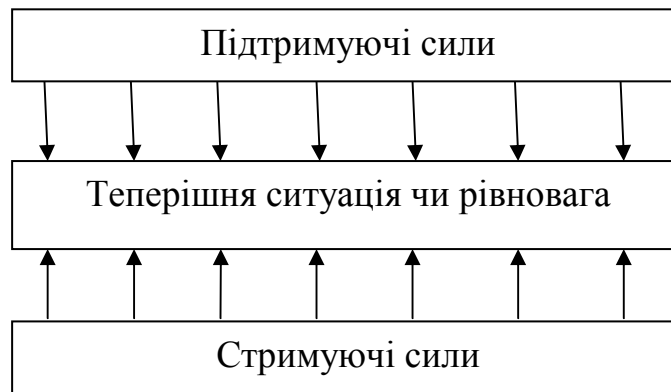 Підтримуючі сили
Теперішня ситуація чи рівновага
Стримуючі сили